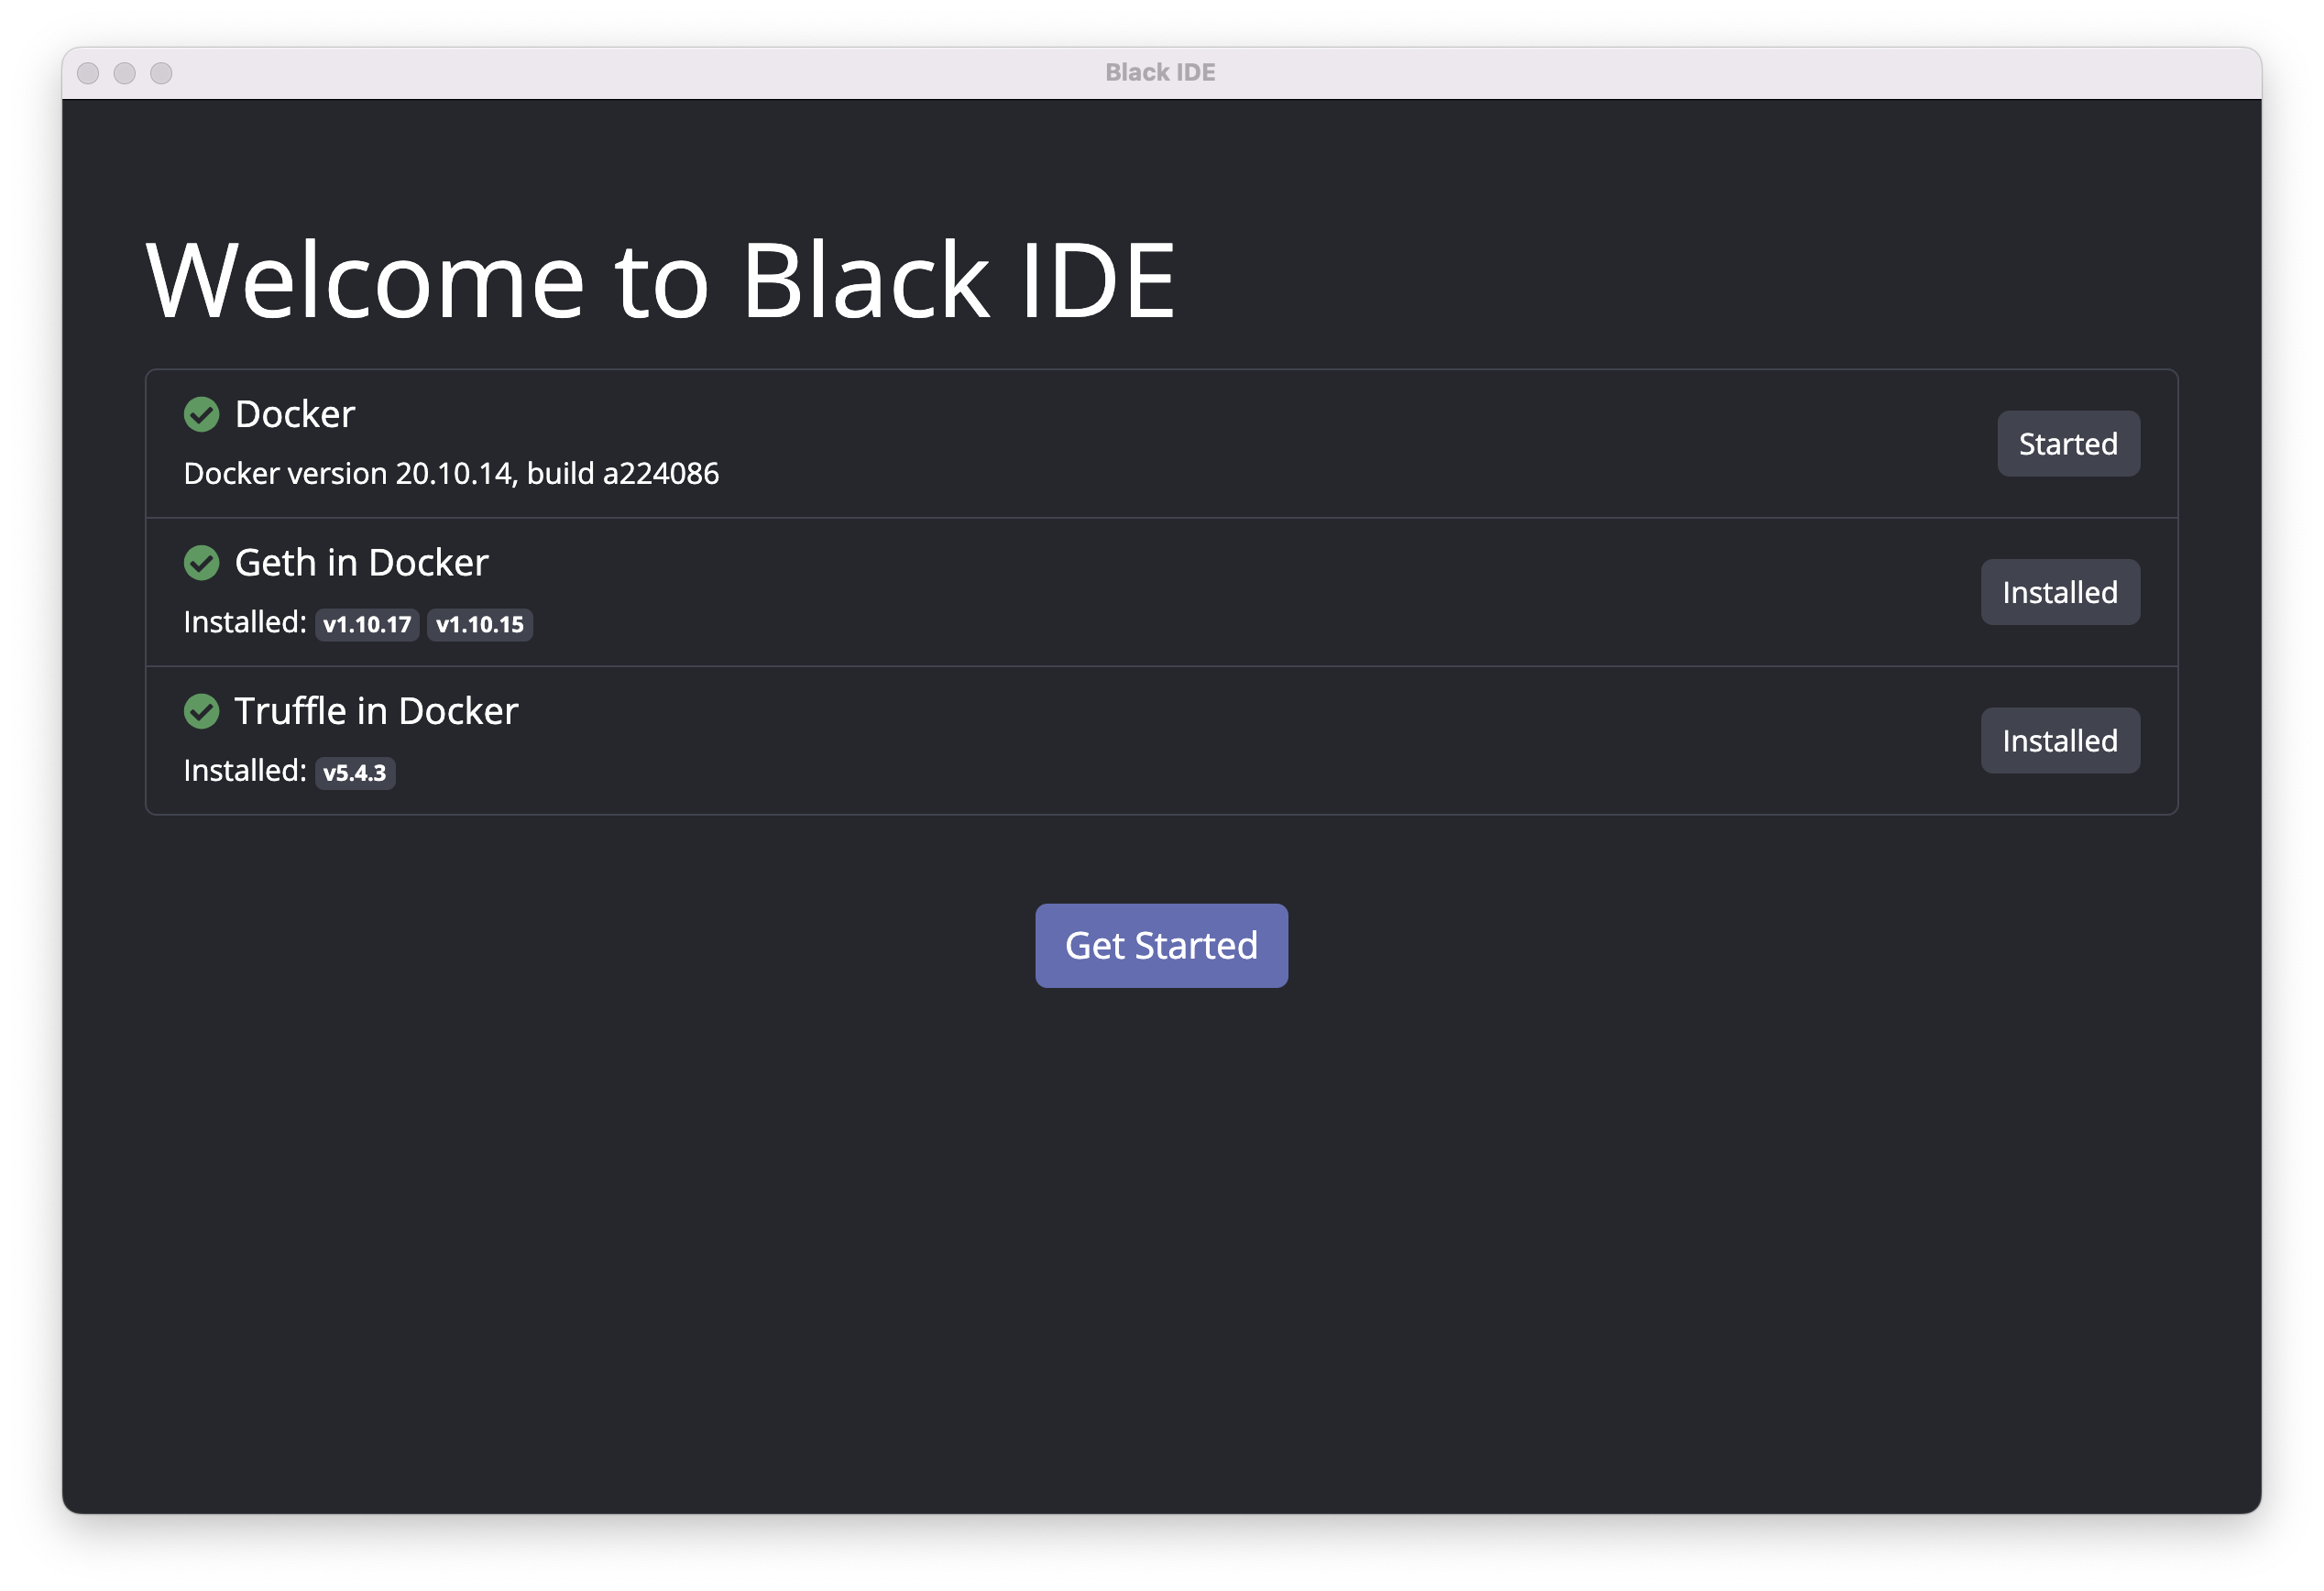 Black IDE
Welcome to Black IDE
Docker
Docker version 20.10.14, build a224086
Started
Geth in Docker
Installed: v1.10.17 v1.10.15
Installed
Truffle in Docker
Installed: v5.4.3
Installed
Get Started